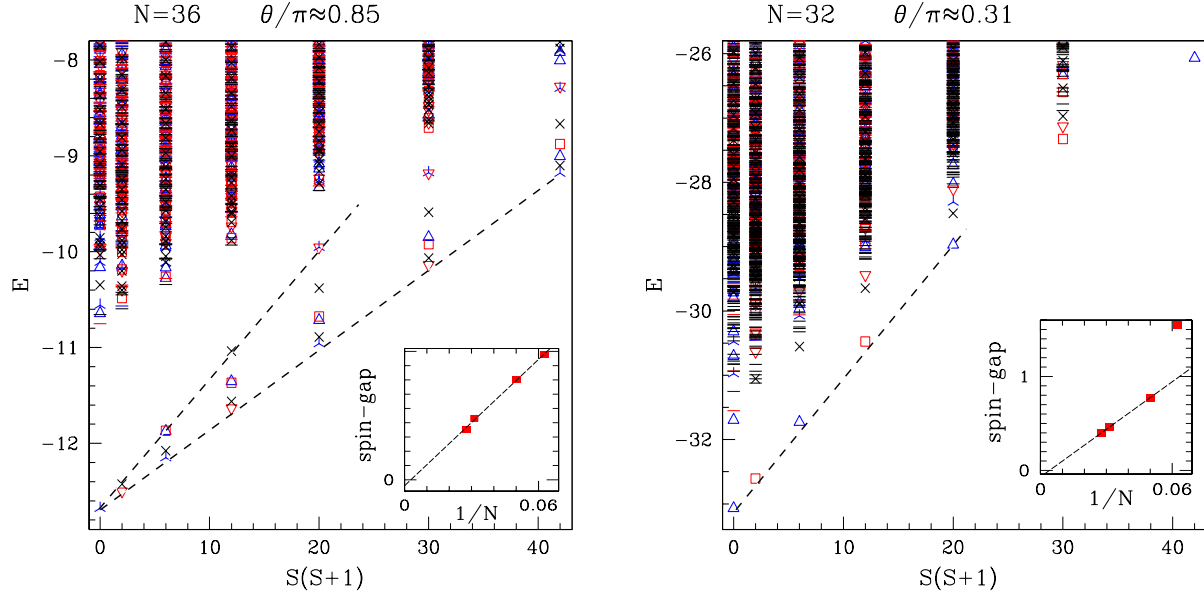 N=36 θ/π≈0.85
-8
-9
-10
-11
-12
E
0
10
20
30
40
S(S+1)
spin-gap
0
0
0.06
1/N
N=32 θ/π≈0.31
-26
-28
-30
-32
E
0
10
20
30
40
S(S+1)
spin-gap
1
0
0
0.06
1/N